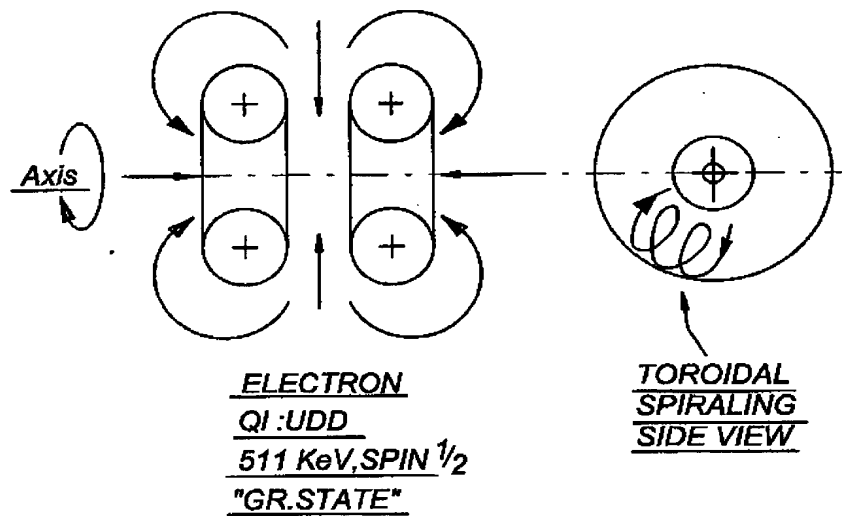 Axis
ELECTRON
QI :UDD
511 KeV,SPIN 1/2
"GR.STATE"
TOROIDAL
SPIRALING
SIDE VIEW